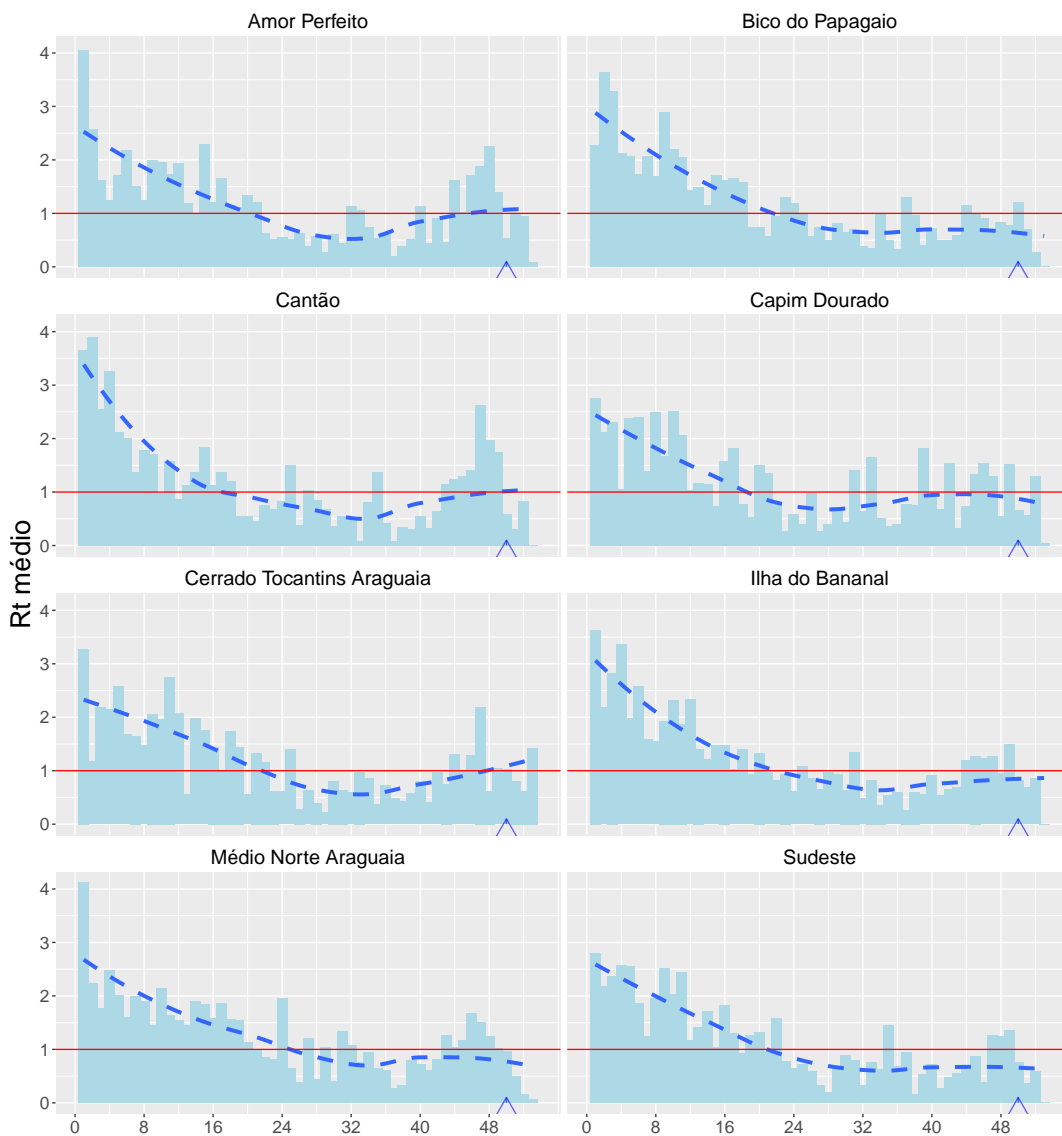 Amor Perfeito
Bico do Papagaio
4
3
2
1
0
Cantão
Capim Dourado
4
3
2
1
0
Rt médio
Cerrado Tocantins Araguaia
Ilha do Bananal
4
3
2
1
0
Médio Norte Araguaia
Sudeste
4
3
2
1
0
0 8 16 24 32 40 48 0 8 16 24 32 40 48